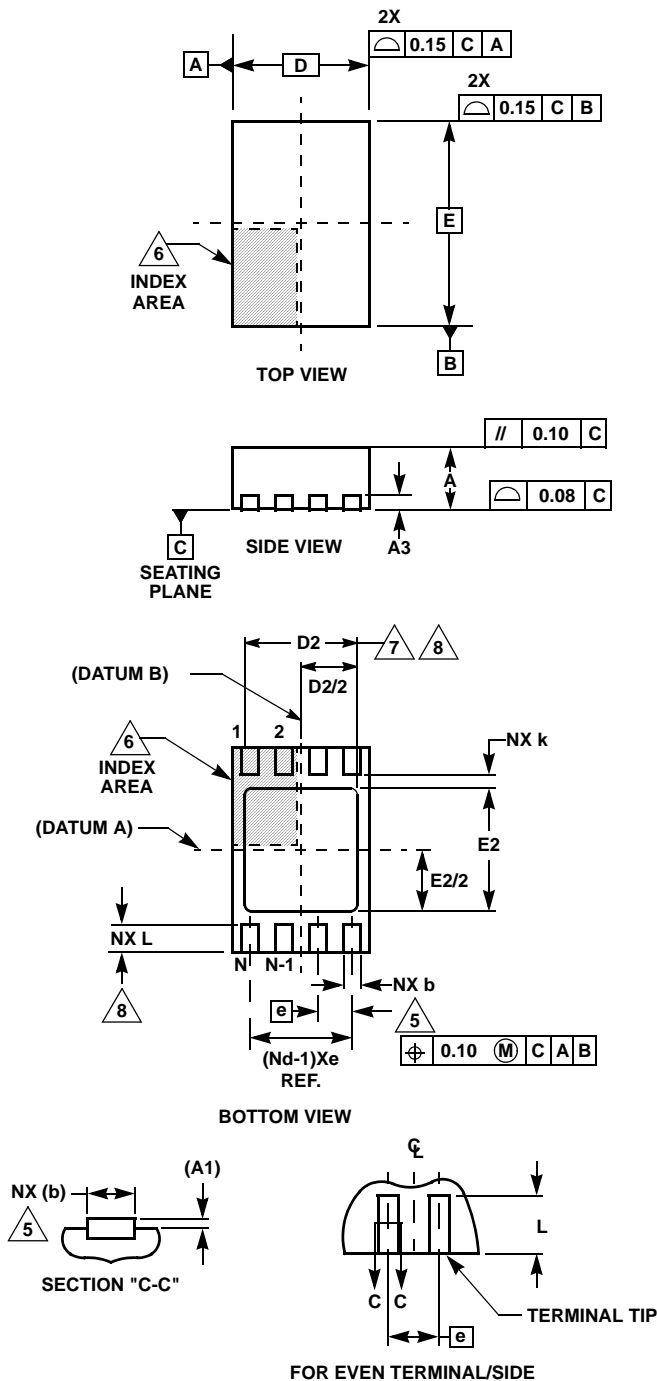 2X
⌓ 0.15 C A
A
D
2X
⌓ 0.15 C B
E
6
INDEX
AREA
B
TOP VIEW
// 0.10 C
A
⌓ 0.08 C
C
SIDE VIEW
A3
SEATING
PLANE
D2
7 8
(DATUM B)
D2/2
1 2
6
INDEX
AREA
NX k
(DATUM A)
E2
E2/2
NX L
N N-1
NX b
8
e
5
(Nd-1)Xe
REF.
⌖ 0.10 Ⓜ C A B
BOTTOM VIEW
(A1)
NX (b)
5
SECTION "C-C"
℄
L
C C
TERMINAL TIP
e
FOR EVEN TERMINAL/SIDE